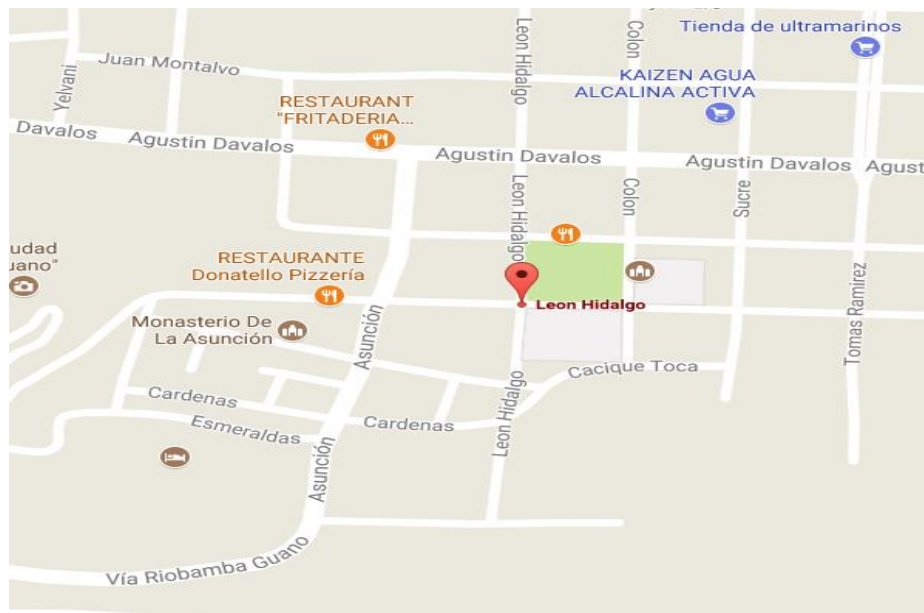 Leon Hidalgo
Colon
Tienda de ultramarinos
Yelvani
Juan Montalvo
KAIZEN AGUA
ALCALINA ACTIVA
RESTAURANT
"FRITADERIA...
Davalos
Agustin Davalos
Agustin Davalos
Agustin Davalos
Agust
Leon Hidalgo
Colon
Sucre
udad
uano"
RESTAURANTE
Donatello Pizzería
Leon Hidalgo
Monasterio De
La Asunción
Asunción
Tomas Ramirez
Cacique Toca
Cardenas
Cardenas
Esmeraldas
Leon Hidalgo
Asunción
Vía Riobamba Guano